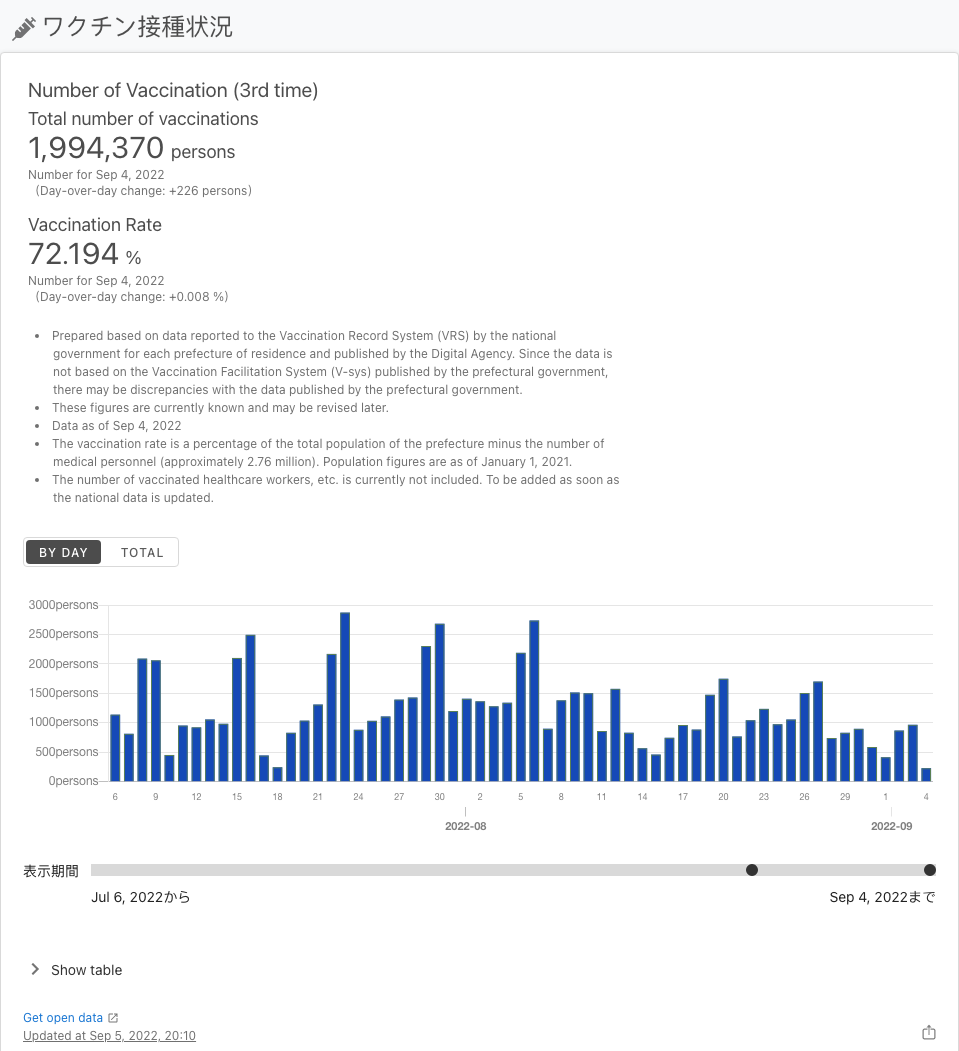 ワクチン接種状況
Number of Vaccination (3rd time)
Total number of vaccinations
1,994,370 persons
Number for Sep 4, 2022
(Day-over-day change: +226 persons)
Vaccination Rate
72.194 %
Number for Sep 4, 2022
(Day-over-day change: +0.008 %)
• Prepared based on data reported to the Vaccination Record System (VRS) by the national
government for each prefecture of residence and published by the Digital Agency. Since the data is
not based on the Vaccination Facilitation System (V-sys) published by the prefectural government,
there may be discrepancies with the data published by the prefectural government.
• These figures are currently known and may be revised later.
• Data as of Sep 4, 2022
• The vaccination rate is a percentage of the total population of the prefecture minus the number of
medical personnel (approximately 2.76 million). Population figures are as of January 1, 2021.
• The number of vaccinated healthcare workers, etc. is currently not included. To be added as soon as
the national data is updated.
BY DAY TOTAL
3000persons
2500persons
2000persons
1500persons
1000persons
500persons
0persons
6 9 12 15 18 21 24 27 30 2 5 8 11 14 17 20 23 26 29 1 4
2022-08 2022-09
表示期間
Jul 6, 2022から Sep 4, 2022まで
Show table
Get open data
Updated at Sep 5, 2022, 20:10